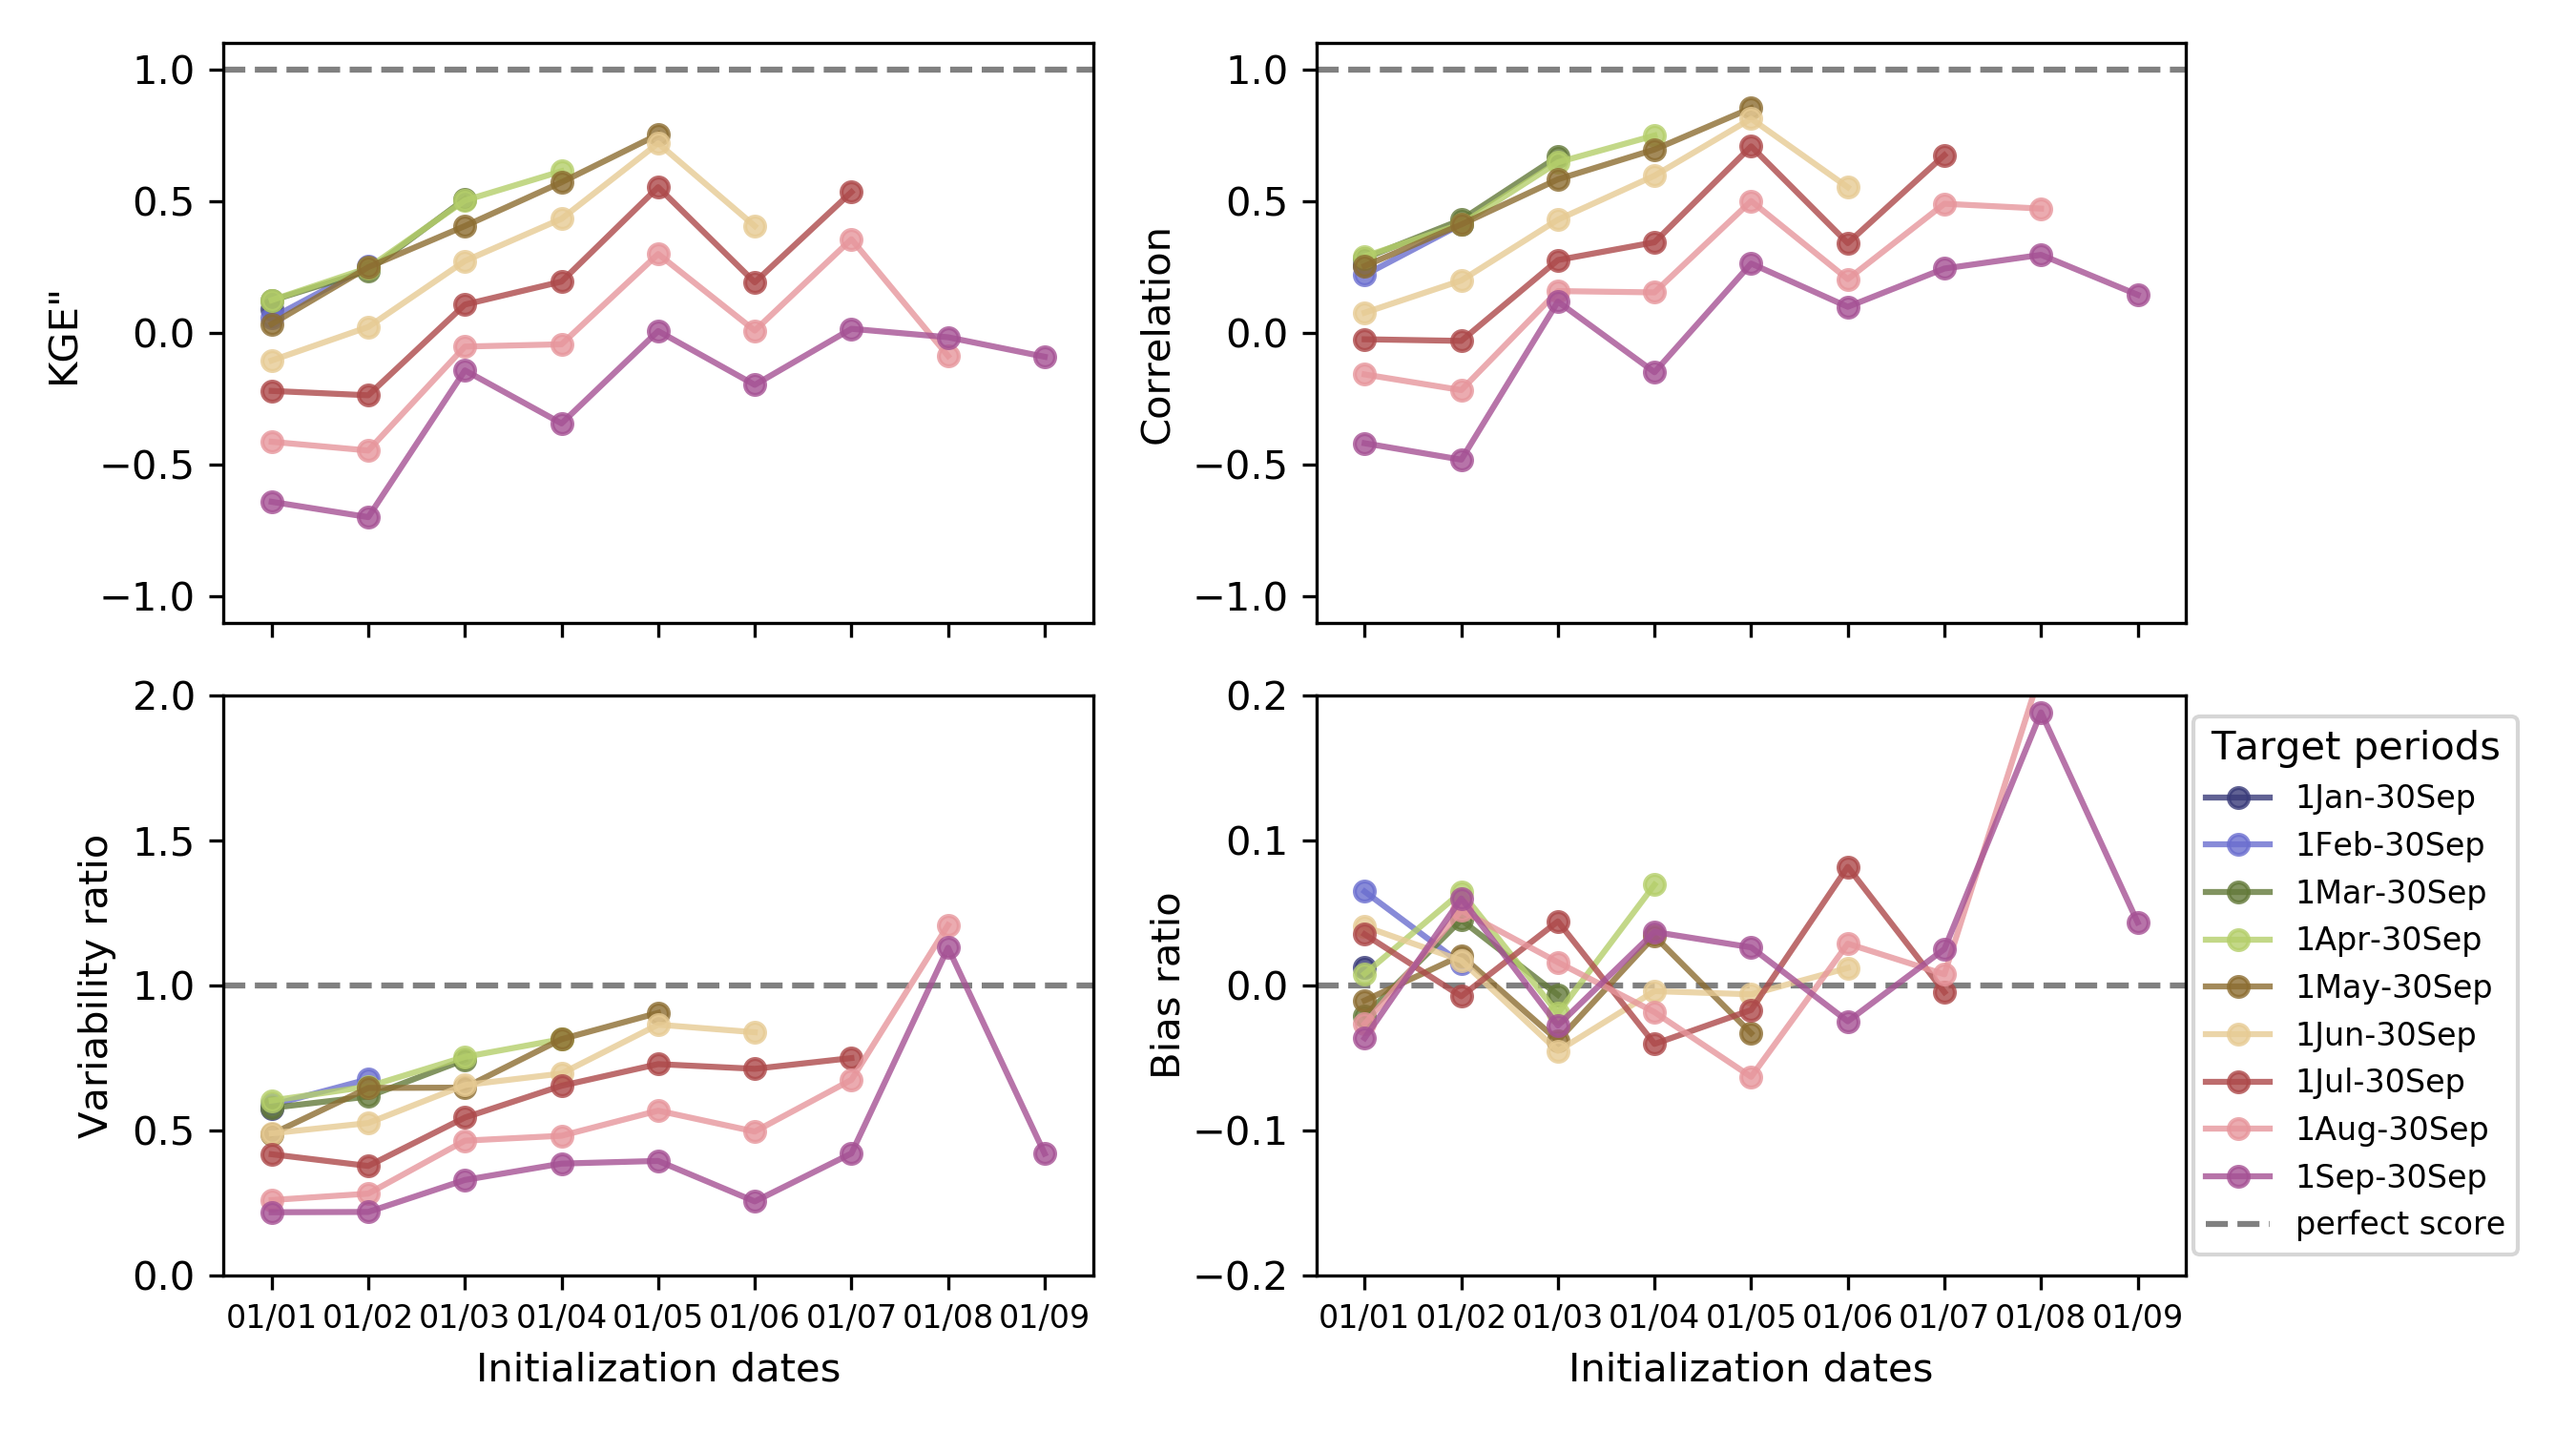 KGE"
1.0
0.5
0.0
−0.5
−1.0
Correlation
1.0
0.5
0.0
−0.5
−1.0
Variability ratio
2.0
1.5
1.0
0.5
0.0
01/01 01/02 01/03 01/04 01/05 01/06 01/07 01/08 01/09
Initialization dates
Bias ratio
0.2
0.1
0.0
−0.1
−0.2
01/01 01/02 01/03 01/04 01/05 01/06 01/07 01/08 01/09
Initialization dates
Target periods
1Jan-30Sep
1Feb-30Sep
1Mar-30Sep
1Apr-30Sep
1May-30Sep
1Jun-30Sep
1Jul-30Sep
1Aug-30Sep
1Sep-30Sep
perfect score